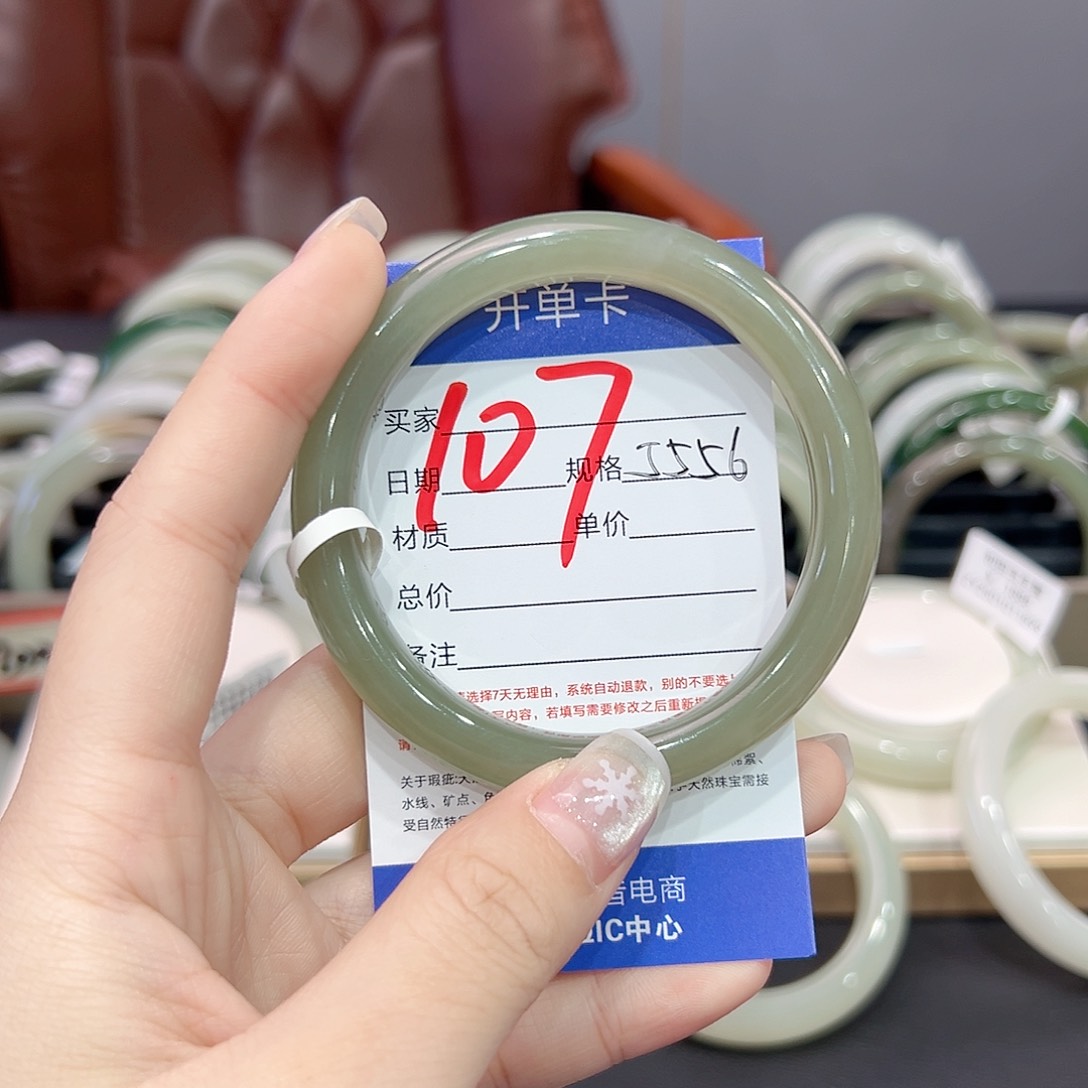 开单卡
107
买家
日期 规格 5556
材质 单价
总价
备注
选择7天无理由，系统自动退款，别的不要选
写内容，若填写需要修改之后重新
请
关于瑕疵:天
水线、矿点、 天然珠宝需接
受自然特
电商
IC中心